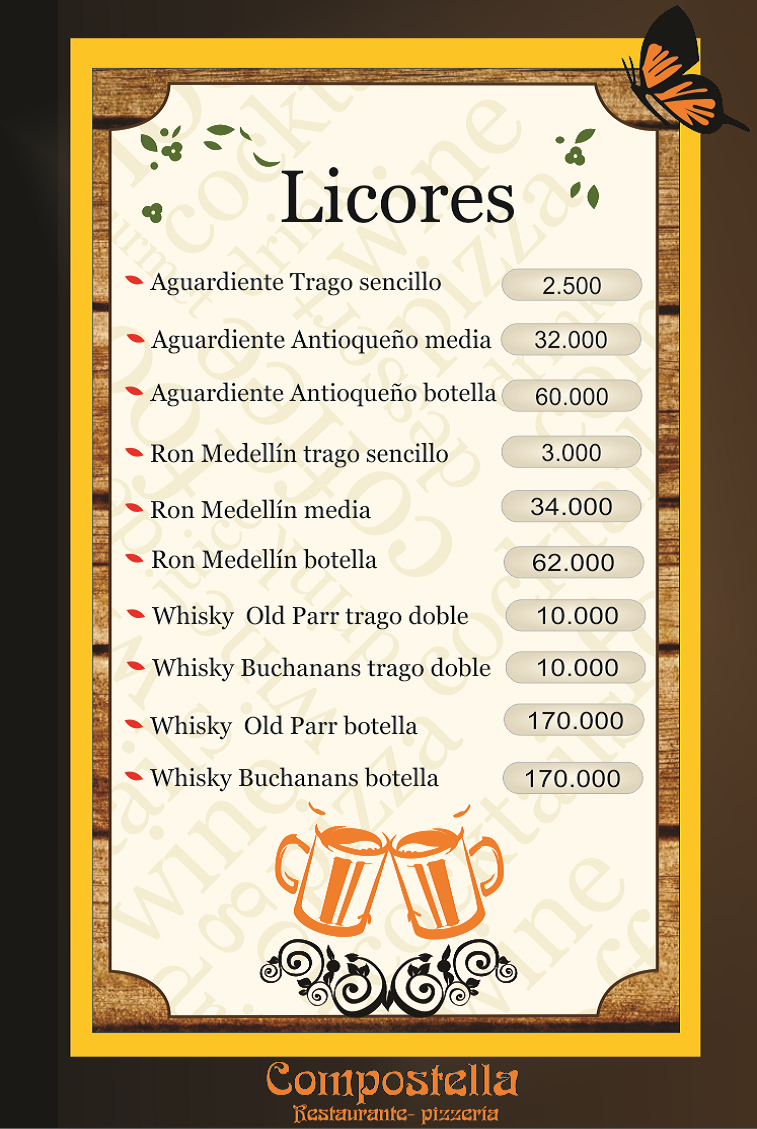 Licores
Aguardiente Trago sencillo 2.500
Aguardiente Antioqueño media 32.000
Aguardiente Antioqueño botella 60.000
Ron Medellín trago sencillo 3.000
Ron Medellín media 34.000
Ron Medellín botella 62.000
Whisky Old Parr trago doble 10.000
Whisky Buchanans trago doble 10.000
Whisky Old Parr botella 170.000
Whisky Buchanans botella 170.000
Compostella
Restaurante- pizzería